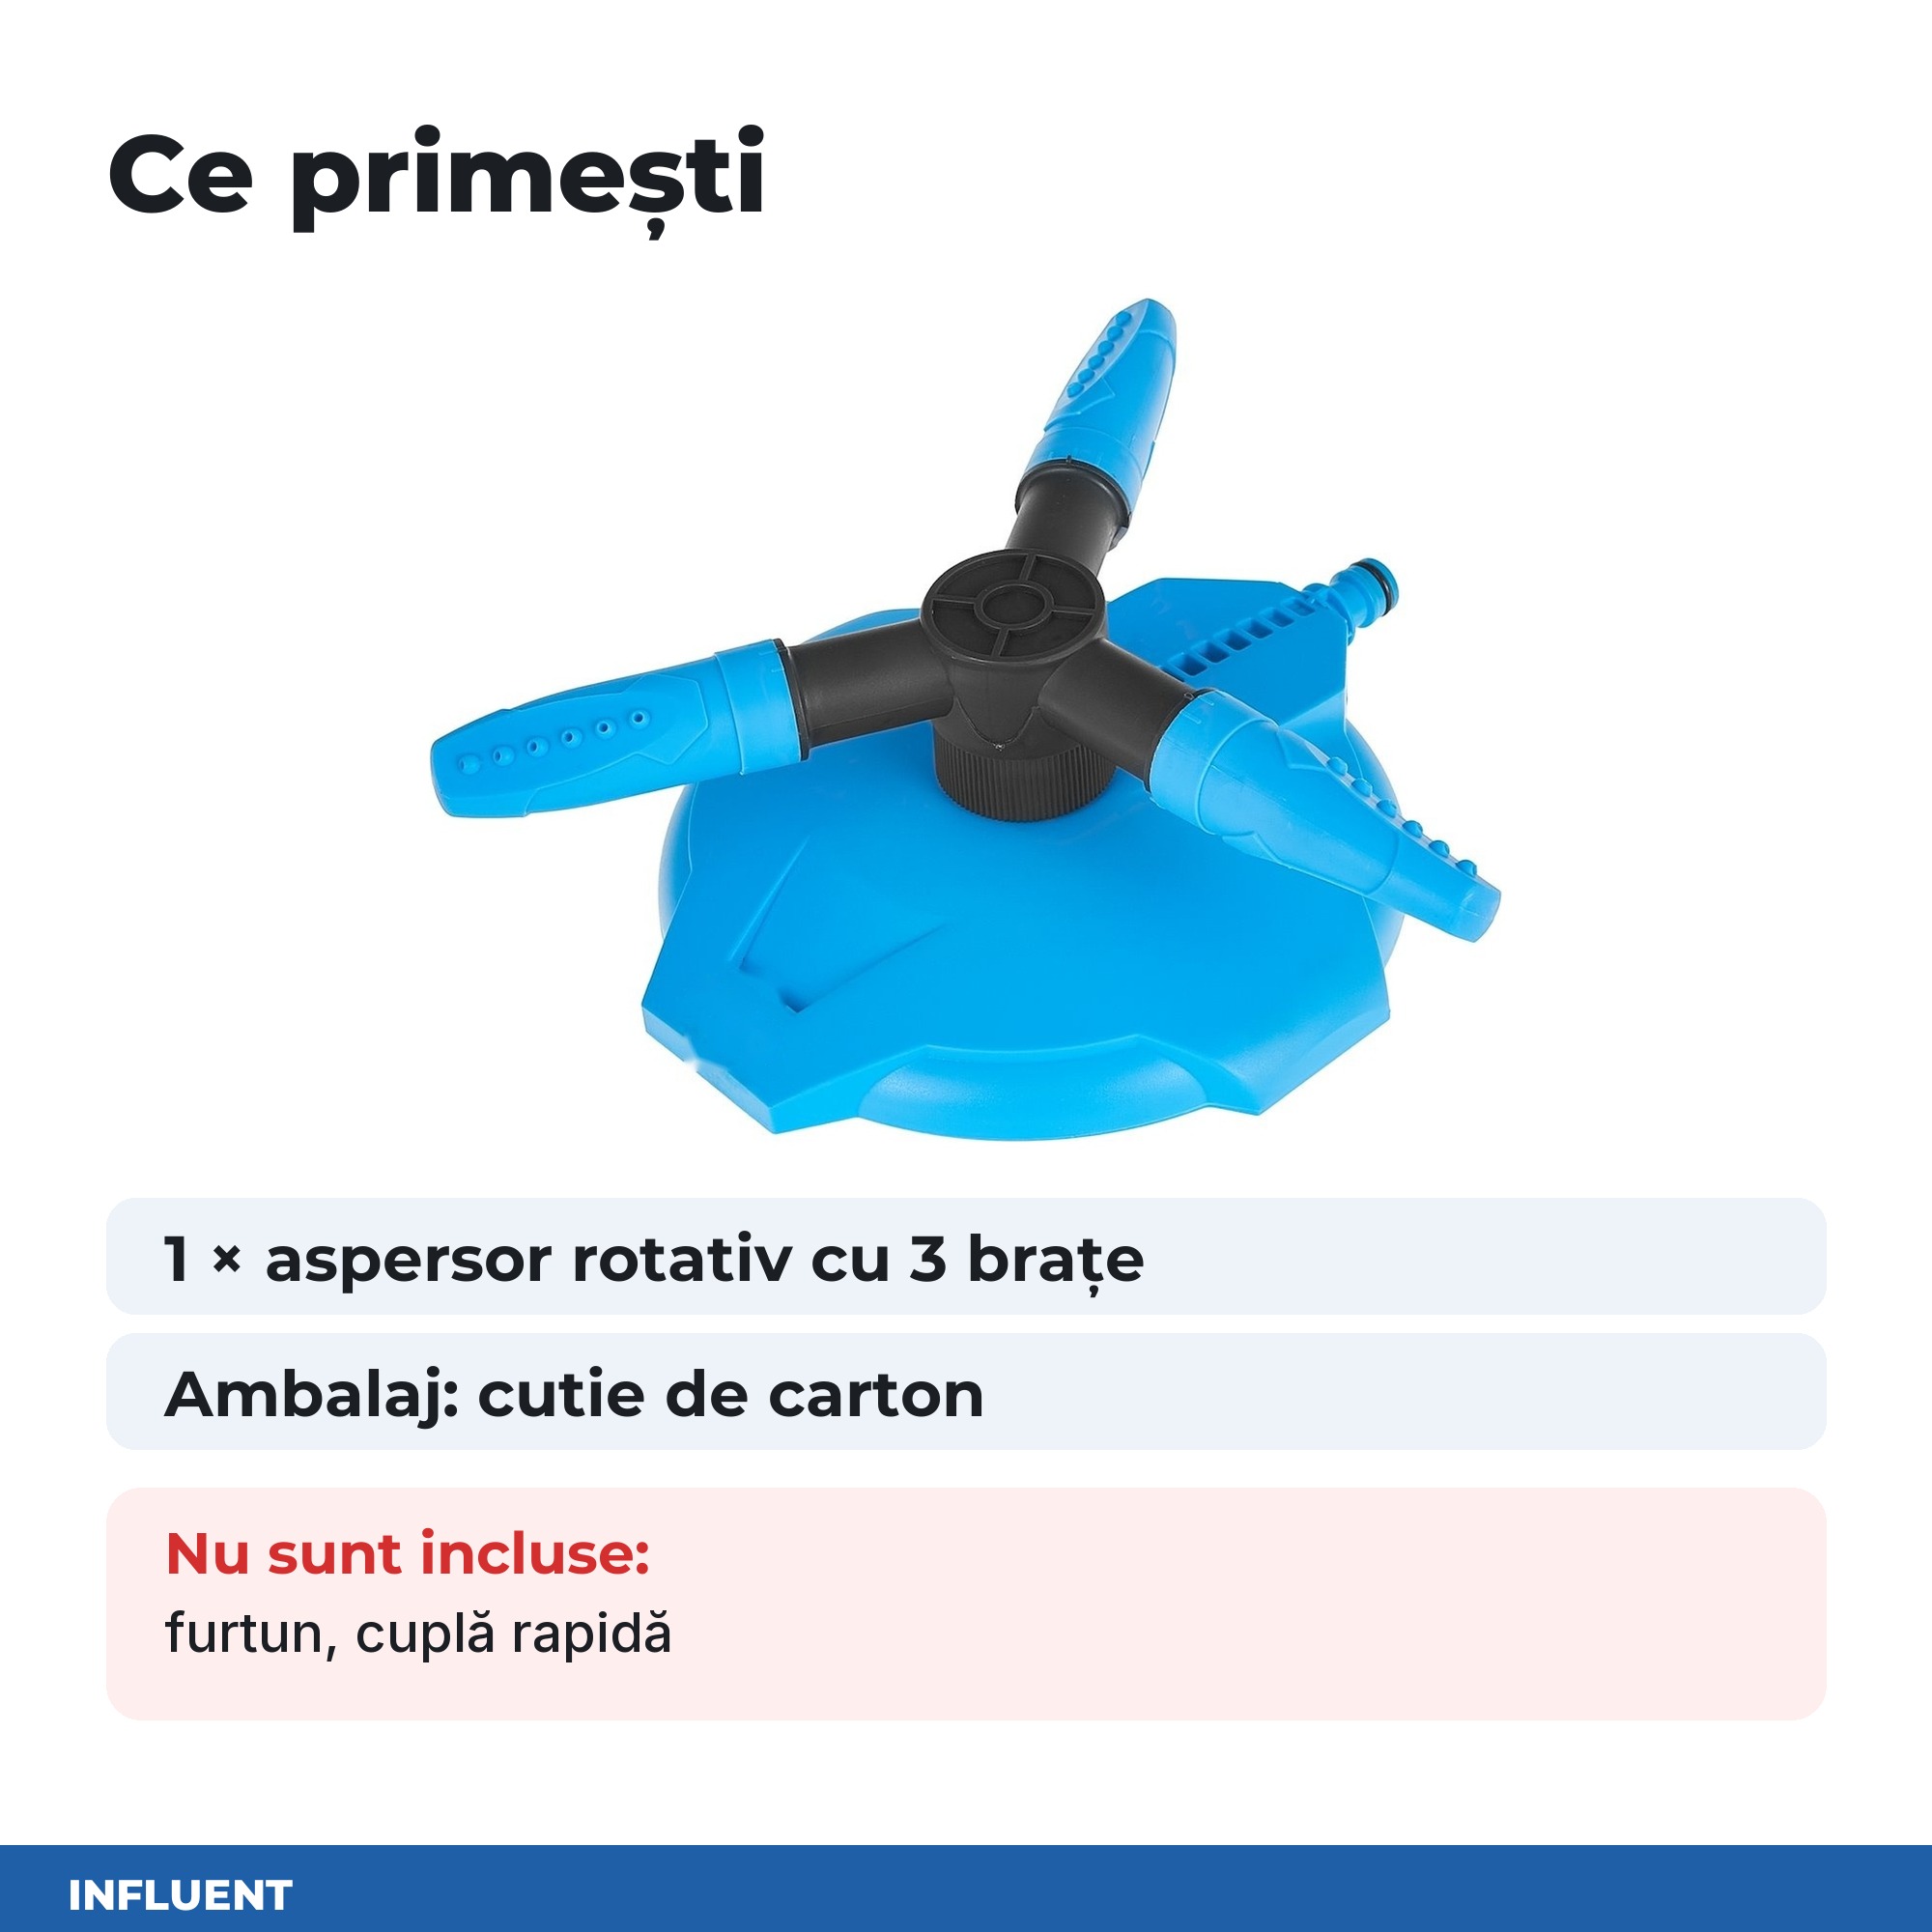 Ce primești
1 × aspersor rotativ cu 3 brațe
Ambalaj: cutie de carton
Nu sunt incluse:
furtun, cuplă rapidă
INFLUENT